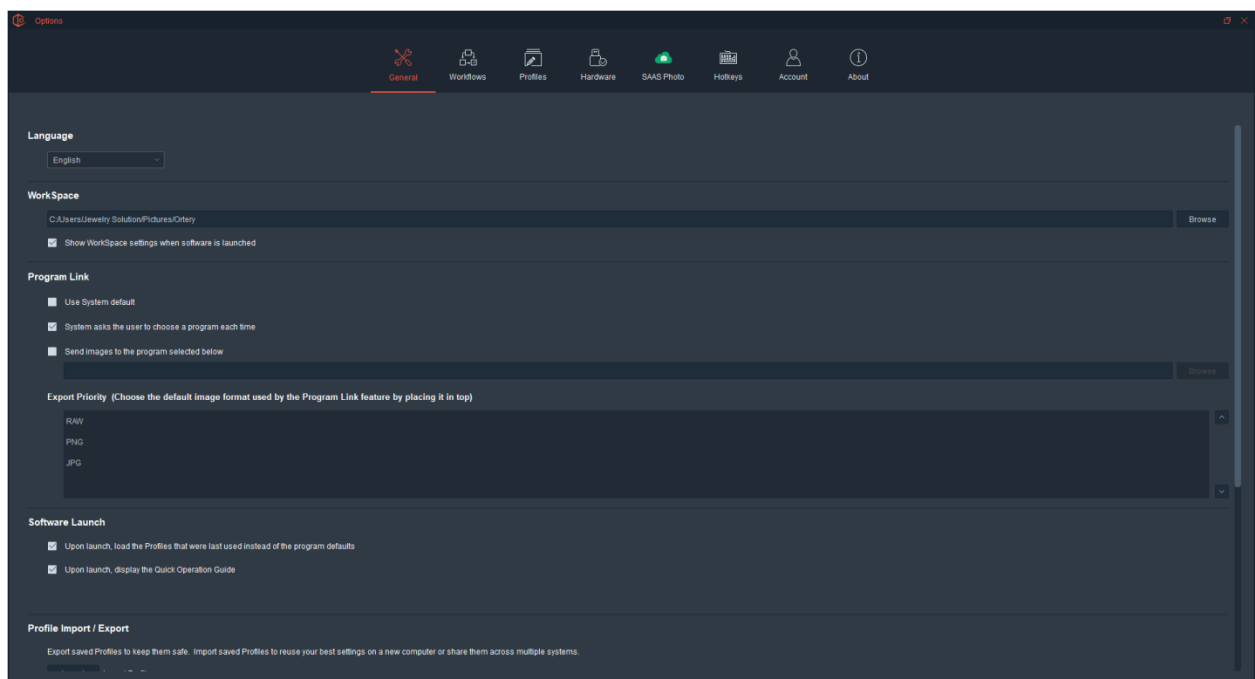 Options
General Workflows Profiles Hardware SAAS Photo Hotkeys Account About
Language
English
WorkSpace
C:/Users/Jewelry Solution/Pictures/Ortery Browse
Show WorkSpace settings when software is launched
Program Link
Use System default
System asks the user to choose a program each time
Send images to the program selected below
Browse
Export Priority (Choose the default image format used by the Program Link feature by placing it in top)
RAW
PNG
JPG
Software Launch
Upon launch, load the Profiles that were last used instead of the program defaults
Upon launch, display the Quick Operation Guide
Profile Import / Export
Export saved Profiles to keep them safe. Import saved Profiles to reuse your best settings on a new computer or share them across multiple systems.